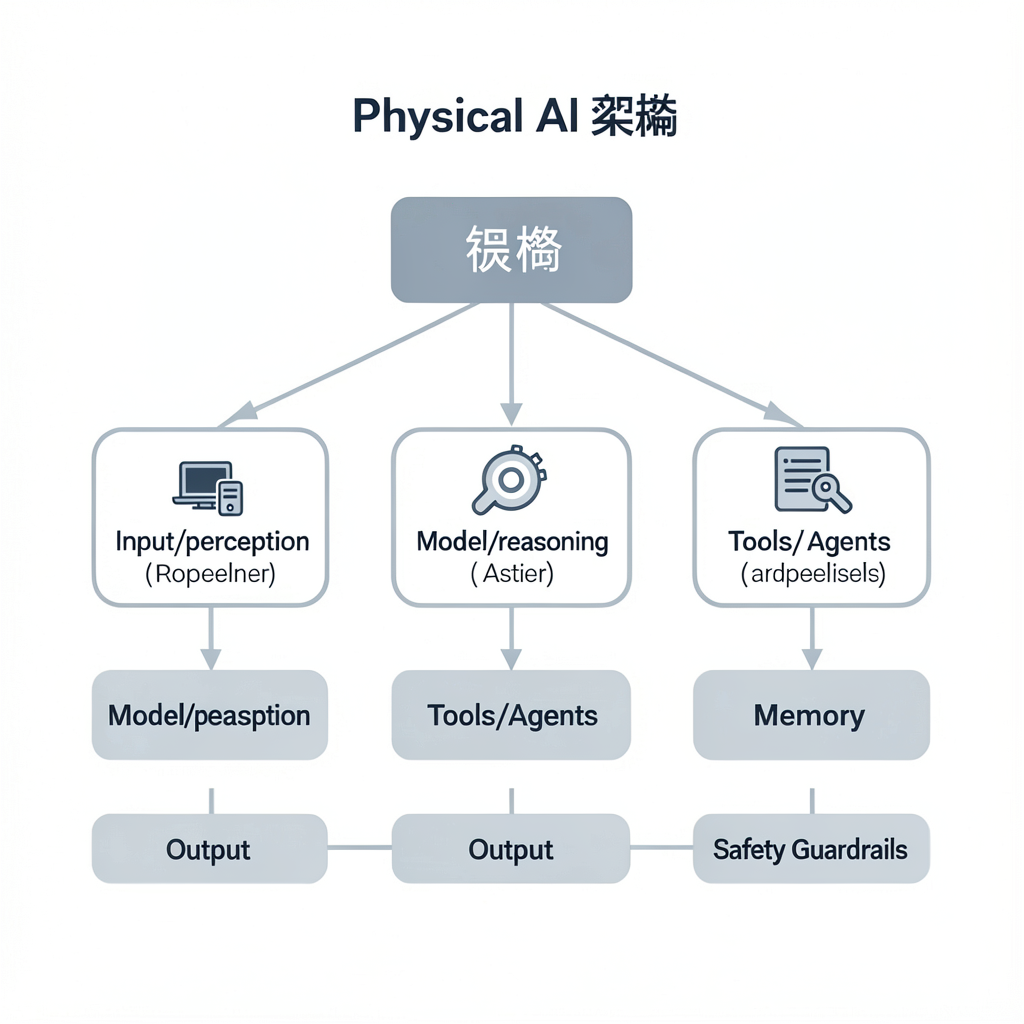 Physical AI
Input/perception
(Ropeelner)
Model/reasoning
(Astier)
Tools/Agents
(ardpeelisels)
Model/peasption
Tools/Agents
Memory
Output
Output
Safety Guardrails